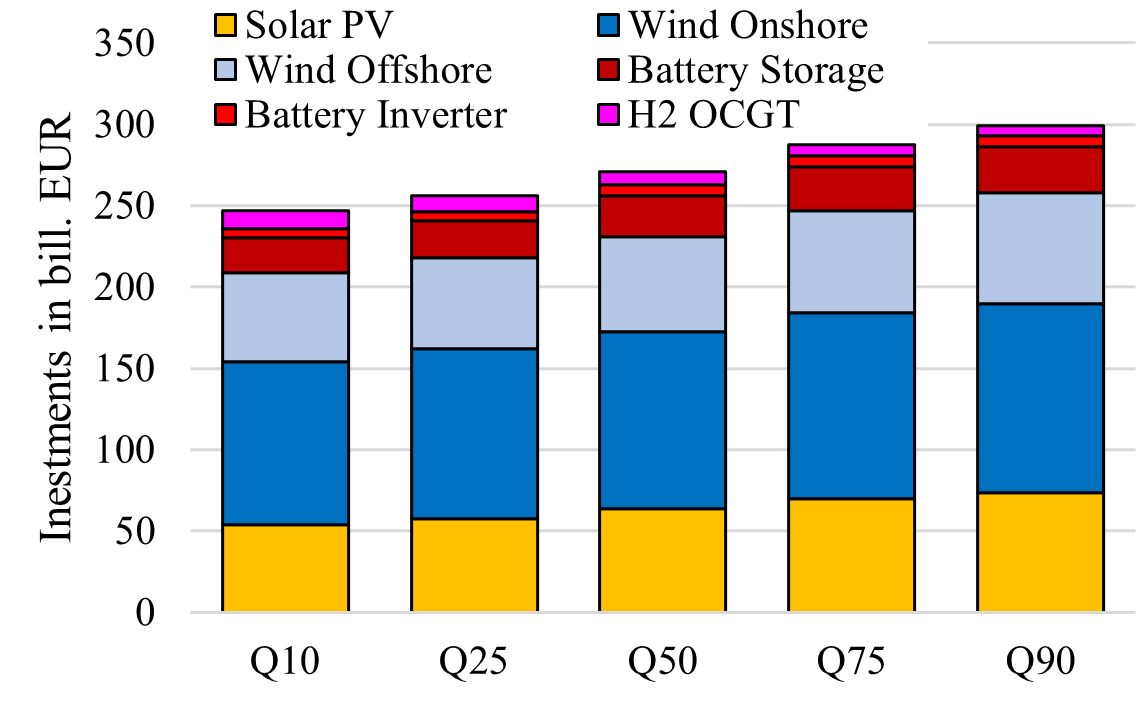 Solar PV
Wind Onshore
Wind Offshore
Battery Storage
Battery Inverter
H2 OCGT
Inestments in bill. EUR
350
300
250
200
150
100
50
0
Q10 Q25 Q50 Q75 Q90